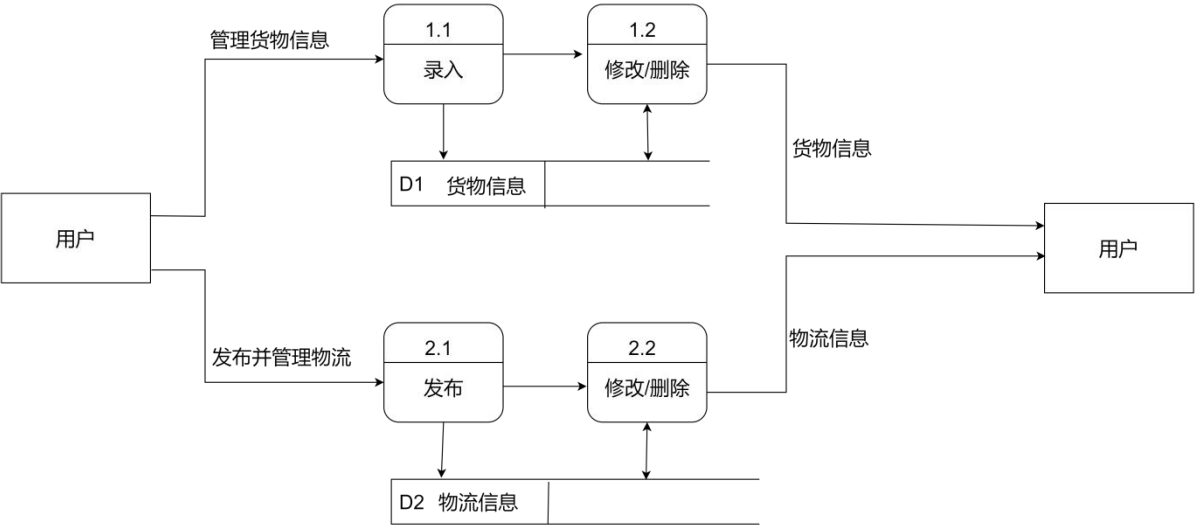 1.1
1.2
管理货物信息
录入
修改/删除
货物信息
D1 货物信息
用户
用户
2.1
2.2
物流信息
发布并管理物流
发布
修改/删除
D2 物流信息